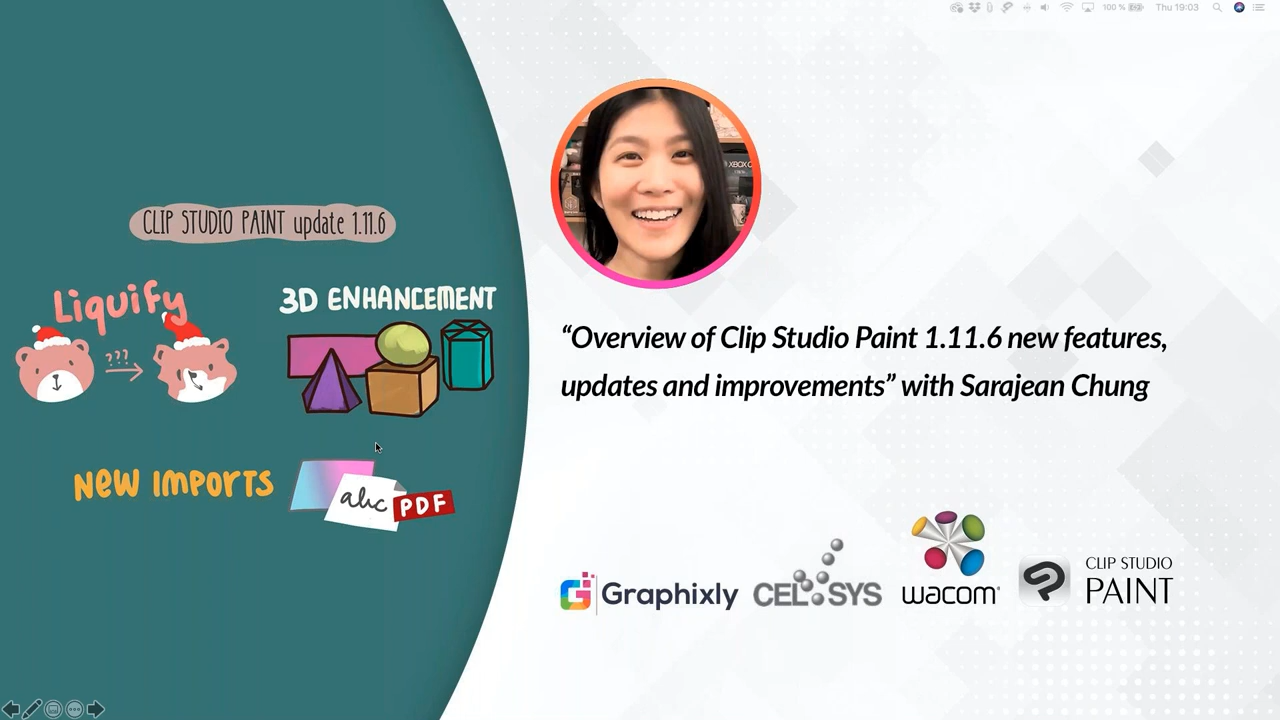 100 %
Thu 19:03
XBOX
CLIP STUDIO PAINT update 1.11.6
Liquify
???
3D ENHANCEMENT
NEW IMPORTS
abc
PDF
“Overview of Clip Studio Paint 1.11.6 new features,
updates and improvements” with Sarajean Chung
G
Graphixly
CELSYS
wacom®
CLIP STUDIO
PAINT